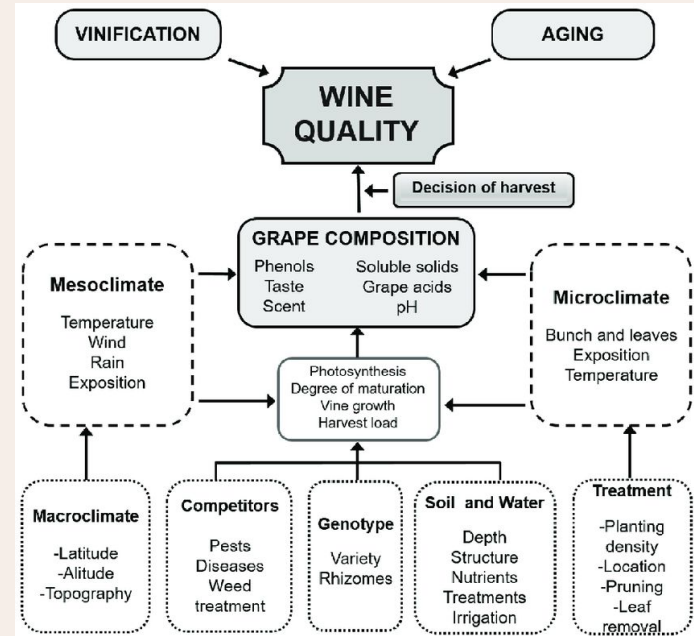 VINIFICATION
AGING
WINE
QUALITY
Decision of harvest
GRAPE COMPOSITION
Phenols
Taste
Scent
Soluble solids
Grape acids
pH
Mesoclimate
Temperature
Wind
Rain
Exposition
Microclimate
Bunch and leaves
Exposition
Temperature
Photosynthesis
Degree of maturation
Vine growth
Harvest load
Macroclimate
-Latitude
-Alitude
-Topography
Competitors
Pests
Diseases
Weed
treatment
Genotype
Variety
Rhizomes
Soil and Water
Depth
Structure
Nutrients
Treatments
Irrigation
Treatment
-Planting
density
-Location
-Pruning
-Leaf
removal